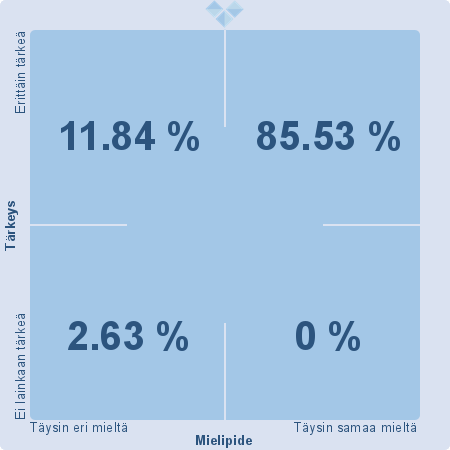 Erittäin tärkeä
11.84 %
85.53 %
Tärkeys
2.63 %
0 %
Ei lainkaan tärkeä
Täysin eri mieltä
Täysin samaa mieltä
Mielipide